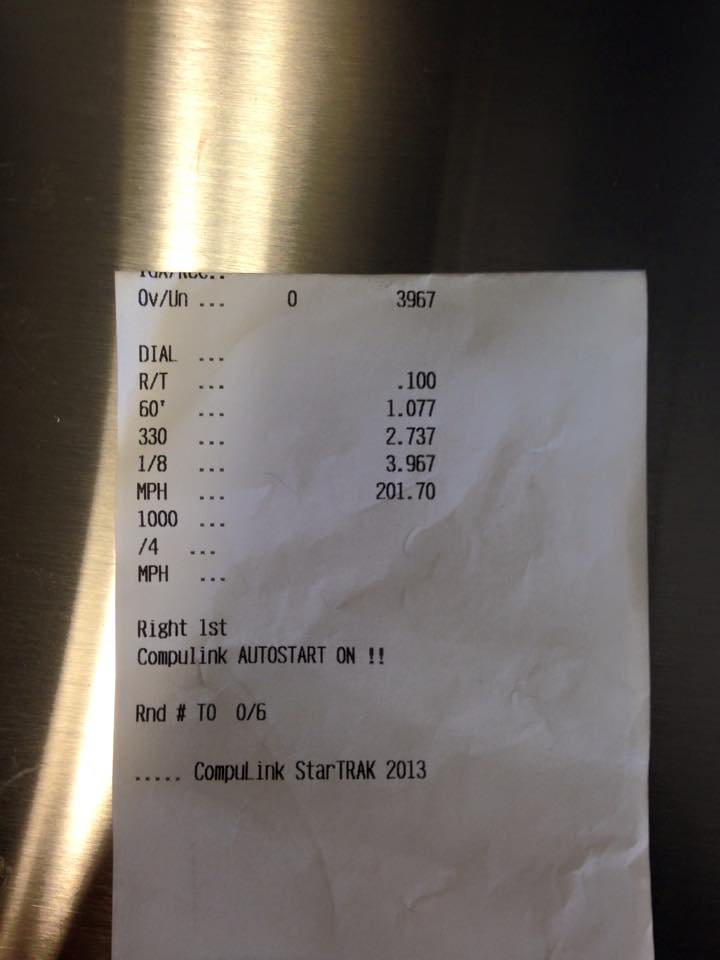 Ov/Un ... 0 3967
DIAL ...
R/T ... .100
60' ... 1.077
330 ... 2.737
1/8 ... 3.967
MPH ... 201.70
1000 ...
/4 ...
MPH ...
Right 1st
Compulink AUTOSTART ON !!
Rnd # TO 0/6
..... CompuLink StarTRAK 2013